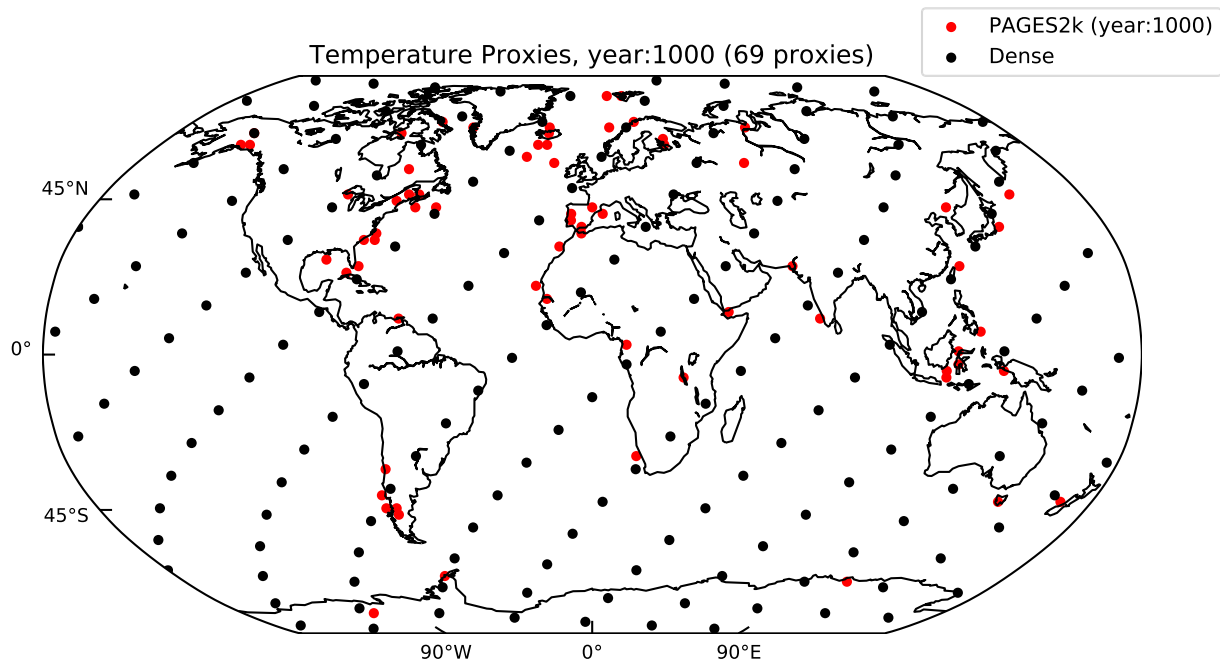 PAGES2k (year:1000)
Dense
Temperature Proxies, year:1000 (69 proxies)
45°N
0°
45°S
90°W 0° 90°E